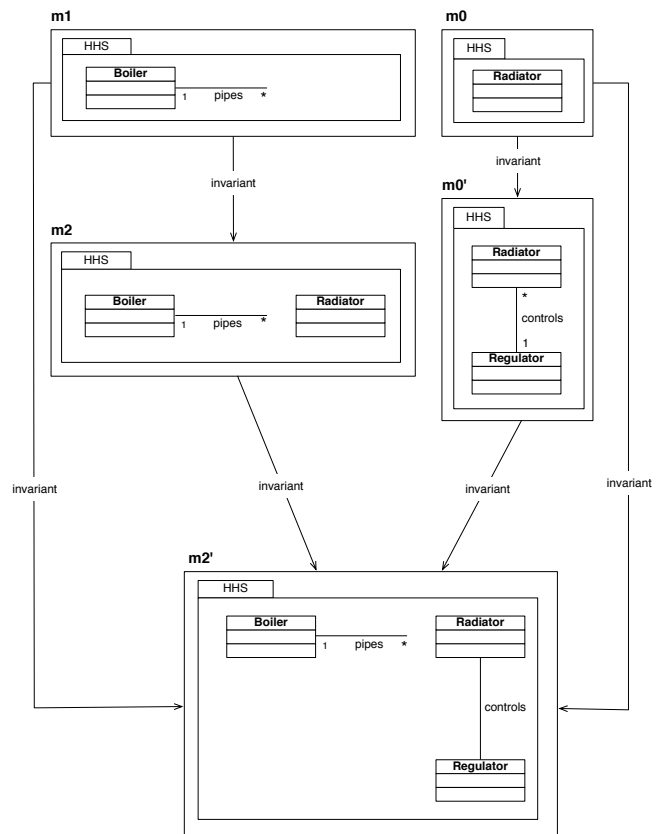 m1
HHS
Boiler
1 pipes *
invariant
m0
HHS
Radiator
invariant
m0'
HHS
Radiator
*
controls
1
Regulator
m2
HHS
Boiler
1 pipes *
Radiator
invariant
invariant
invariant
invariant
m2'
HHS
Boiler
1 pipes *
Radiator
controls
Regulator